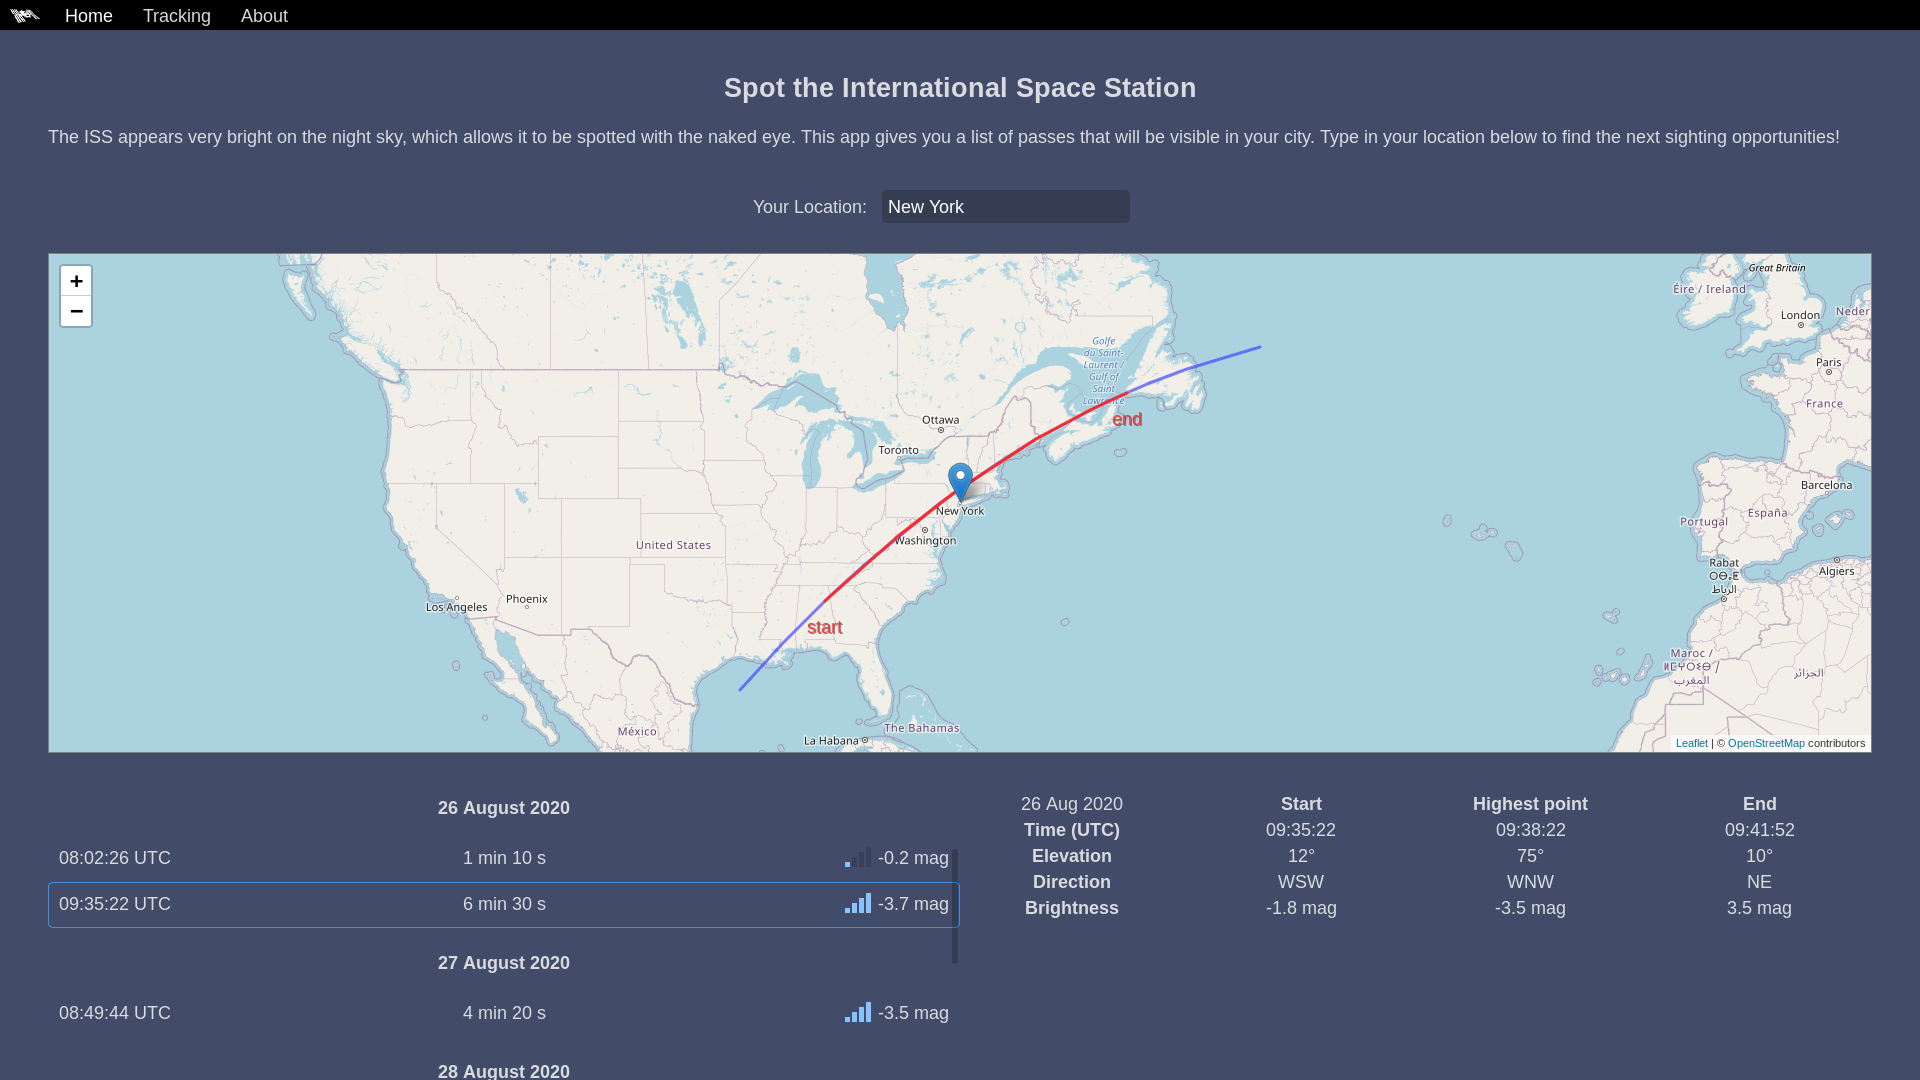 Home Tracking About
Spot the International Space Station
The ISS appears very bright on the night sky, which allows it to be spotted with the naked eye. This app gives you a list of passes that will be visible in your city. Type in your location below to find the next sighting opportunities!
Your Location: New York
+
−
Great Britain
Éire / Ireland
London
Neder
Golfe
du Saint-
Laurent /
Gulf of
Saint
Lawrence
Paris
France
end
Ottawa
Toronto
Barcelona
New York
España
Portugal
Washington
United States
Rabat
ⵔⴱⴰⵟ
الرباط
Algiers
Phoenix
Los Angeles
start
Maroc /
ⵍⵎⵖⵔⵉⴱ /
المغرب
الجزائر
México
The Bahamas
La Habana
Leaflet | © OpenStreetMap contributors
26 August 2020
08:02:26 UTC 1 min 10 s -0.2 mag
09:35:22 UTC 6 min 30 s -3.7 mag
27 August 2020
08:49:44 UTC 4 min 20 s -3.5 mag
28 August 2020
26 Aug 2020 Start Highest point End
Time (UTC) 09:35:22 09:38:22 09:41:52
Elevation 12° 75° 10°
Direction WSW WNW NE
Brightness -1.8 mag -3.5 mag 3.5 mag